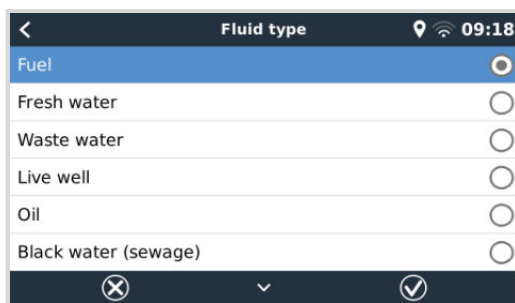 Fluid type 09:18
Fuel
Fresh water
Waste water
Live well
Oil
Black water (sewage)